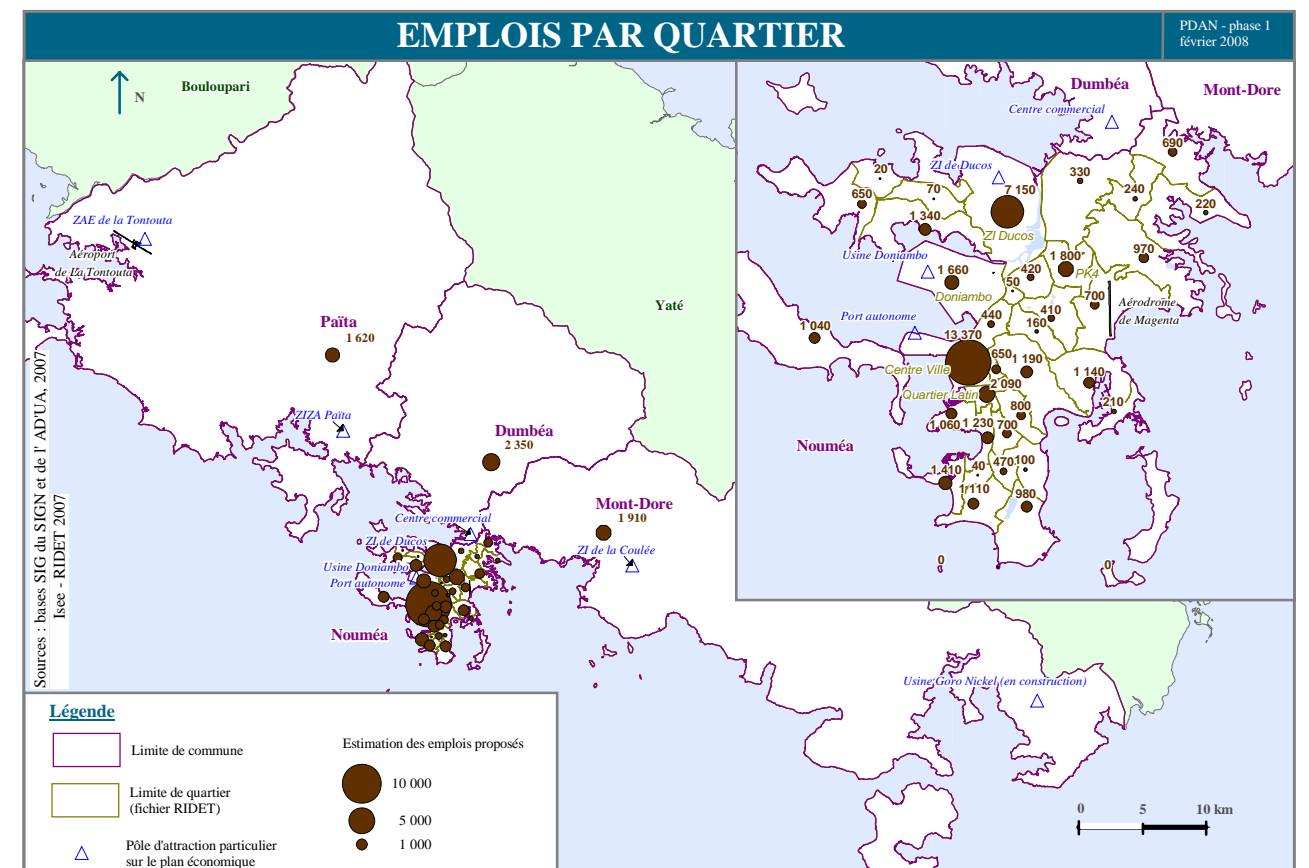 EMPLOIS PAR QUARTIER
PDAN - phase 1
février 2008
Bouloupari
N
ZAE de la Tontouta
Aéroport
de La Tontouta
Païta
1 620
Yaté
ZIZA Païta
Dumbéa
2 350
Mont-Dore
1 910
Centre commercial
ZI de Ducos
ZI de la Coulée
Usine Doniambo
Port autonome
Nouméa
Usine Goro Nickel (en construction)
Sources : bases SIG du SIGN et de l' AD'UA, 2007
Isee - RIDET 2007
Dumbéa
Mont-Dore
Centre commercial
690
20
ZI de Ducos
330
650
70
7 150
240
220
1 340
ZI Ducos
Usine Doniambo
1 660
420
1 800
PK4
970
50
Doniambo
700
Aérodrome
de Magenta
Port autonome
440
410
160
1 040
13 370
650
1 190
Centre Ville
2 090
1 140
Quartier Latin
210
800
1 060
1 230
700
Nouméa
1 410
40
470
100
1 110
980
0
0
Légende
Limite de commune
Limite de quartier
(fichier RIDET)
Pôle d'attraction particulier
sur le plan économique
Estimation des emplois proposés
10 000
5 000
1 000
0 5 10 km